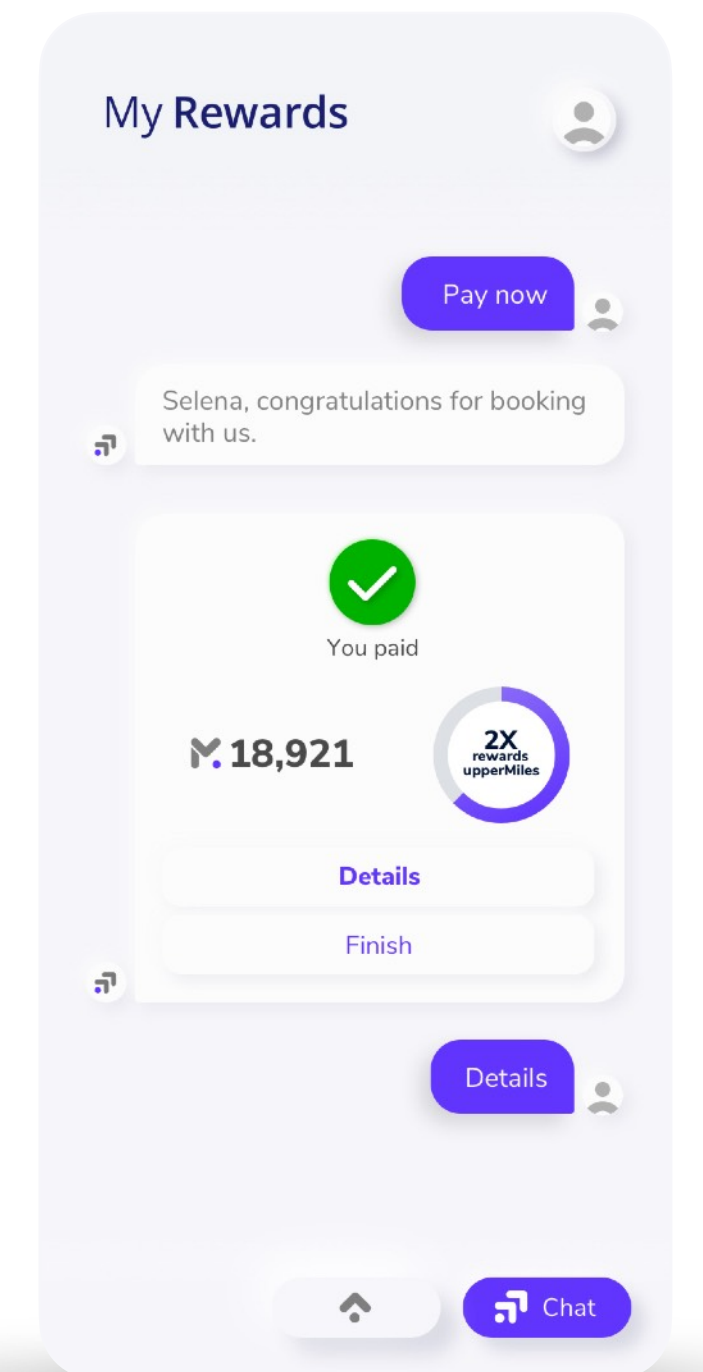 My Rewards
Pay now
Selena, congratulations for booking
with us.
You paid
18,921
2X
rewards
upperMiles
Details
Finish
Details
Chat